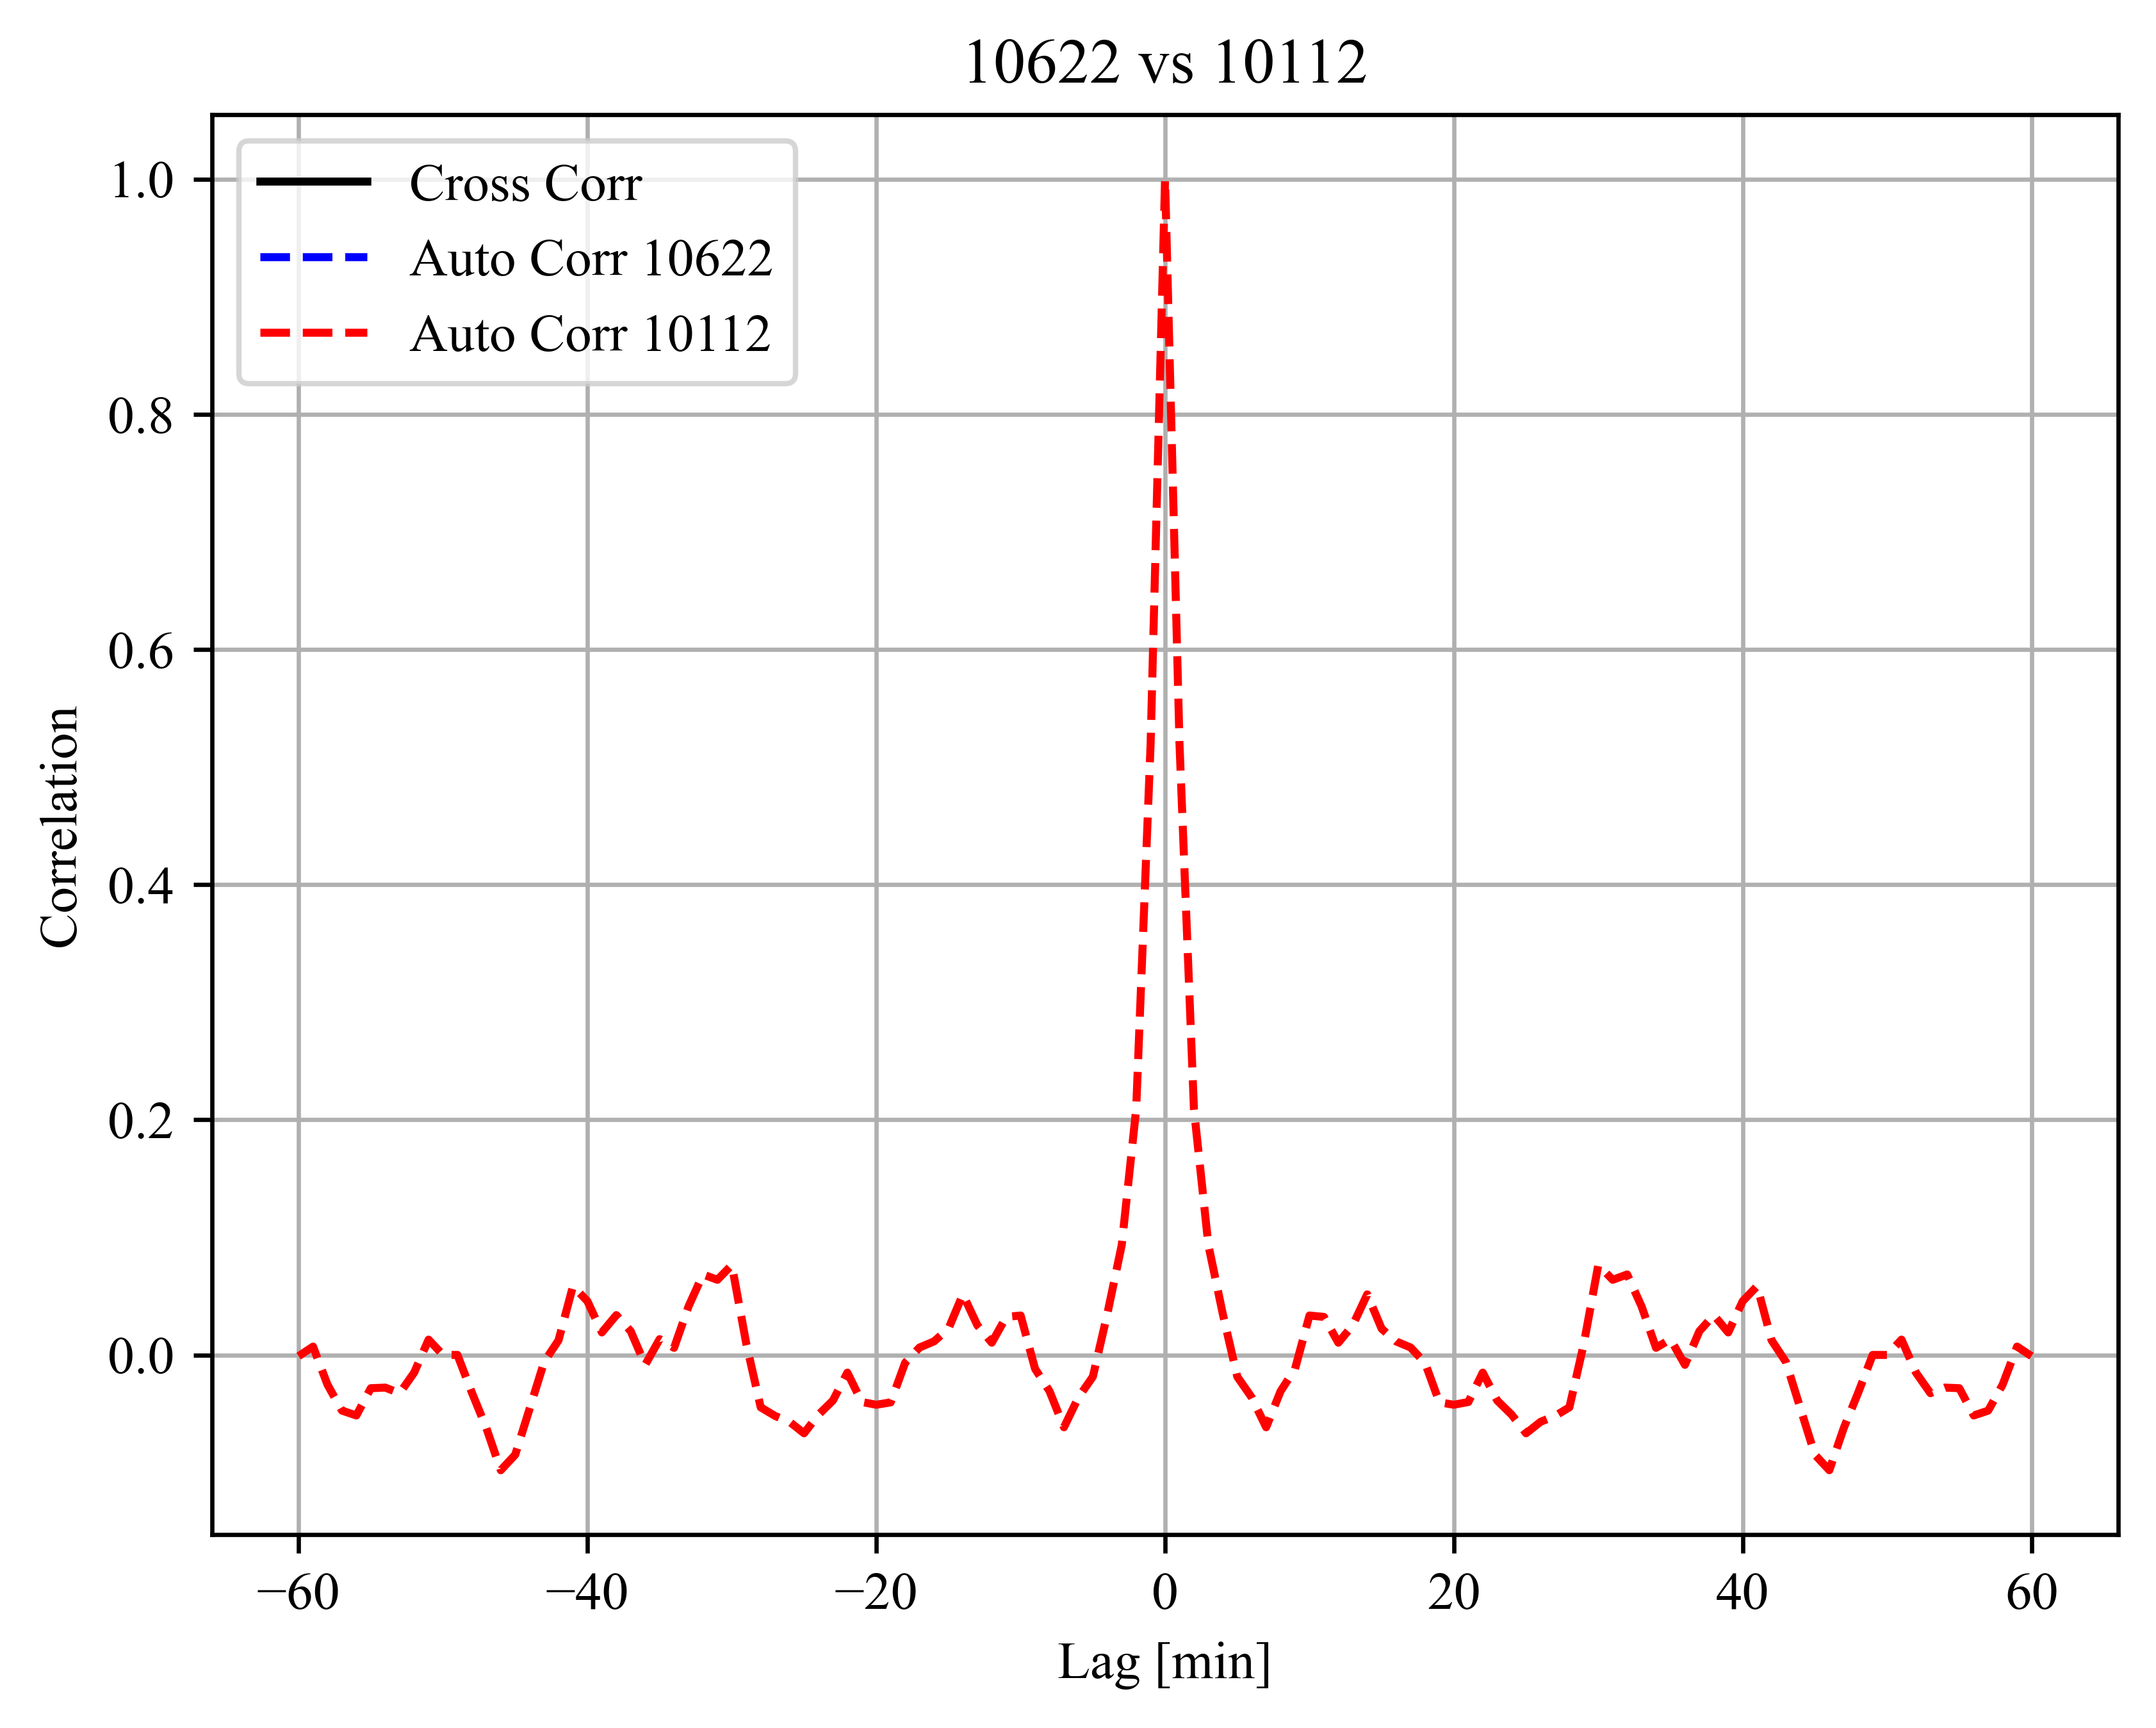 10622 vs 10112
Cross Corr
Auto Corr 10622
Auto Corr 10112
1.0
0.8
0.6
0.4
0.2
0.0
Correlation
−60
−40
−20
0
20
40
60
Lag [min]